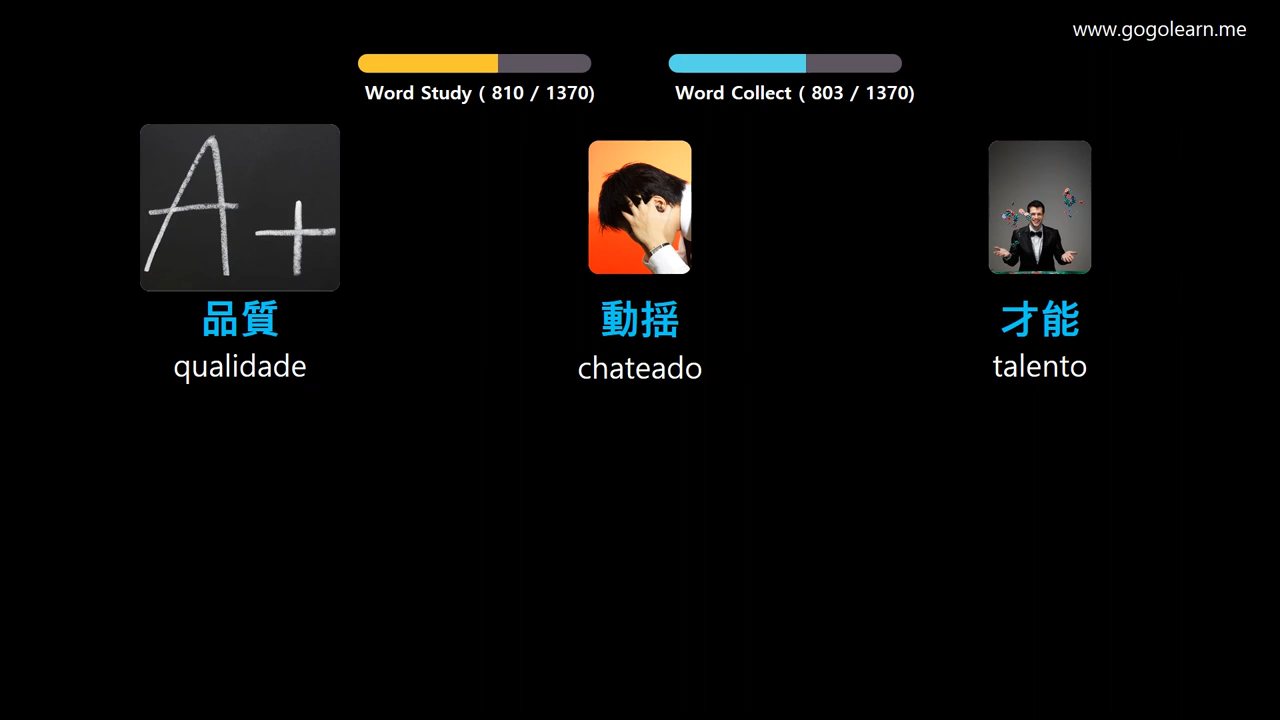 www.gogolearn.me
Word Study ( 810 / 1370)
Word Collect ( 803 / 1370)
A+
品質
動揺
才能
qualidade
chateado
talento